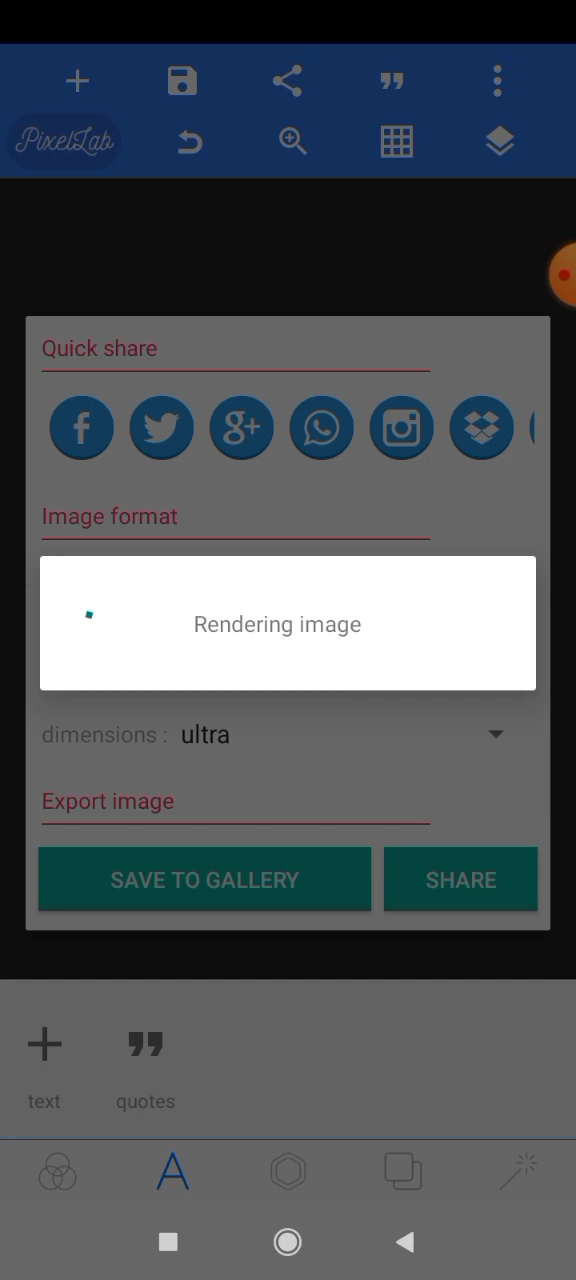 PixelLab
Quick share
Image format
Rendering image
dimensions : ultra
Export image
SAVE TO GALLERY
SHARE
text
quotes